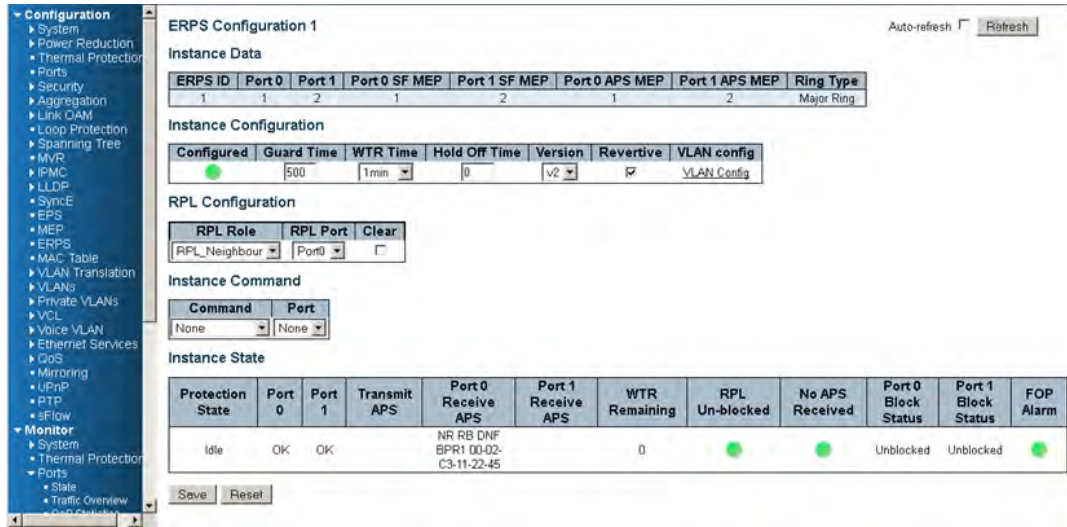 Configuration
System
Power Reduction
Thermal Protection
Ports
Security
Aggregation
Link OAM
Loop Protection
Spanning Tree
MVR
IPMC
LLDP
SyncE
EPS
MEP
ERPS
MAC Table
VLAN Translation
VLANs
Private VLANs
VCL
Voice VLAN
Ethernet Services
QoS
Mirroring
UPnP
PTP
sFlow
Monitor
System
Thermal Protection
Ports
State
Traffic Overview
QoS Statistics
ERPS Configuration 1
Auto-refresh Refresh
Instance Data
ERPS ID Port 0 Port 1 Port 0 SF MEP Port 1 SF MEP Port 0 APS MEP Port 1 APS MEP Ring Type
1 1 2 1 2 1 2 Major Ring
Instance Configuration
Configured Guard Time WTR Time Hold Off Time Version Revertive VLAN config
500 1min 0 v2 VLAN Config
RPL Configuration
RPL Role RPL Port Clear
RPL_Neighbour Port0
Instance Command
Command Port
None None
Instance State
Protection State Port 0 Port 1 Transmit APS Port 0 Receive APS Port 1 Receive APS WTR Remaining RPL Un-blocked No APS Received Port 0 Block Status Port 1 Block Status FOP Alarm
Idle OK OK NR RB DNF BPR1 00-02-C3-11-22-45 0 Unblocked Unblocked
Save Reset